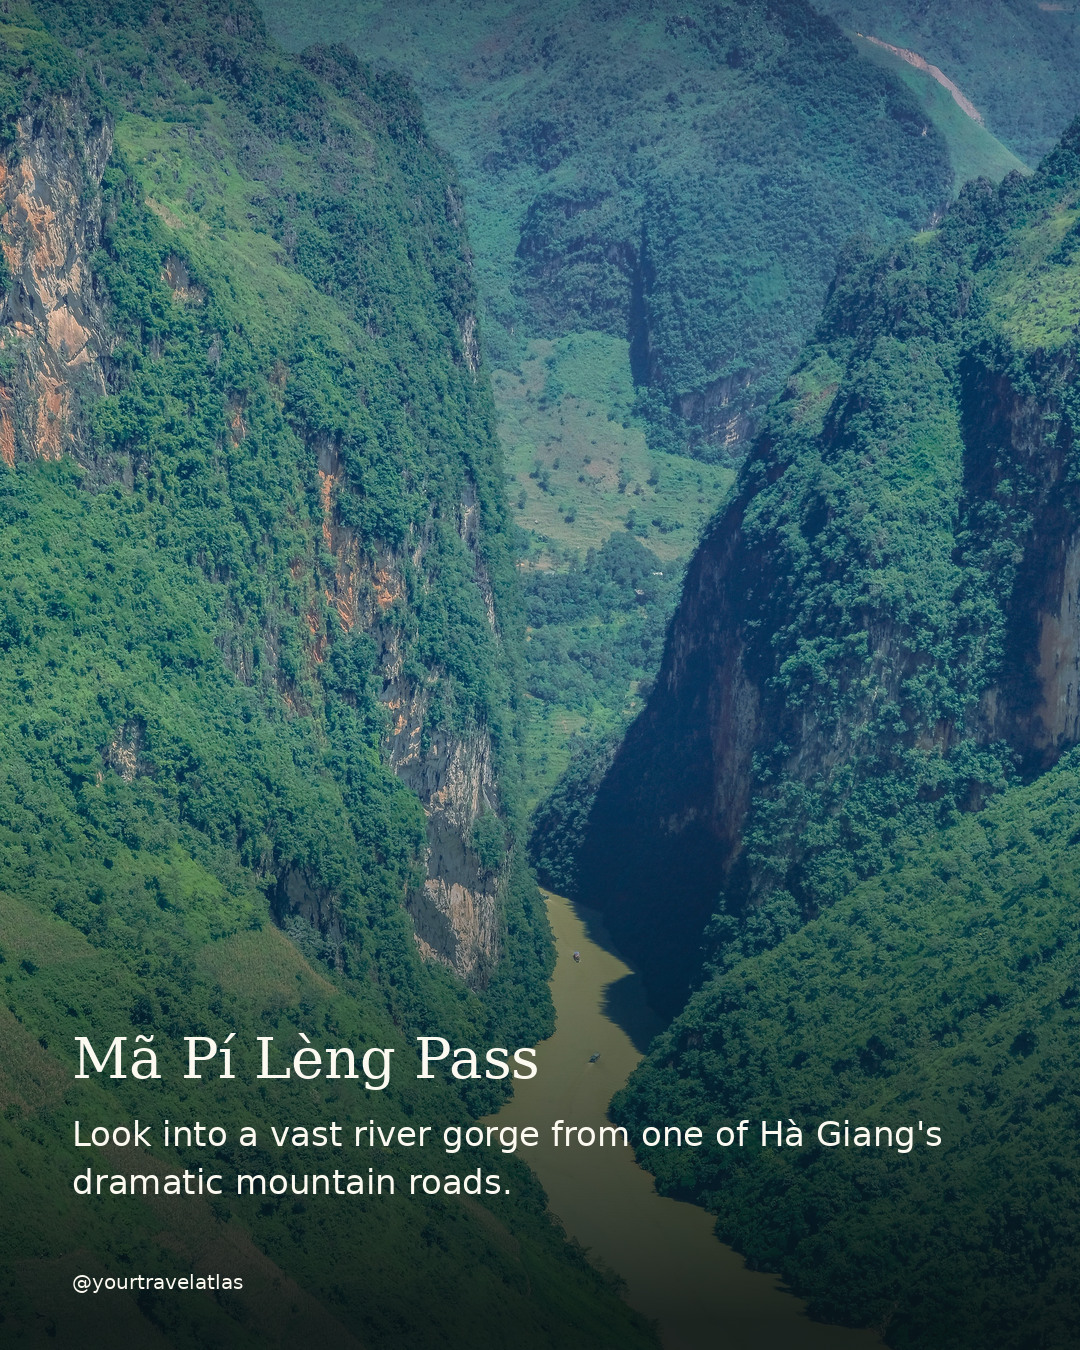 Mã Pí Lèng Pass
Look into a vast river gorge from one of Hà Giang's
dramatic mountain roads.
@yourtravelatlas